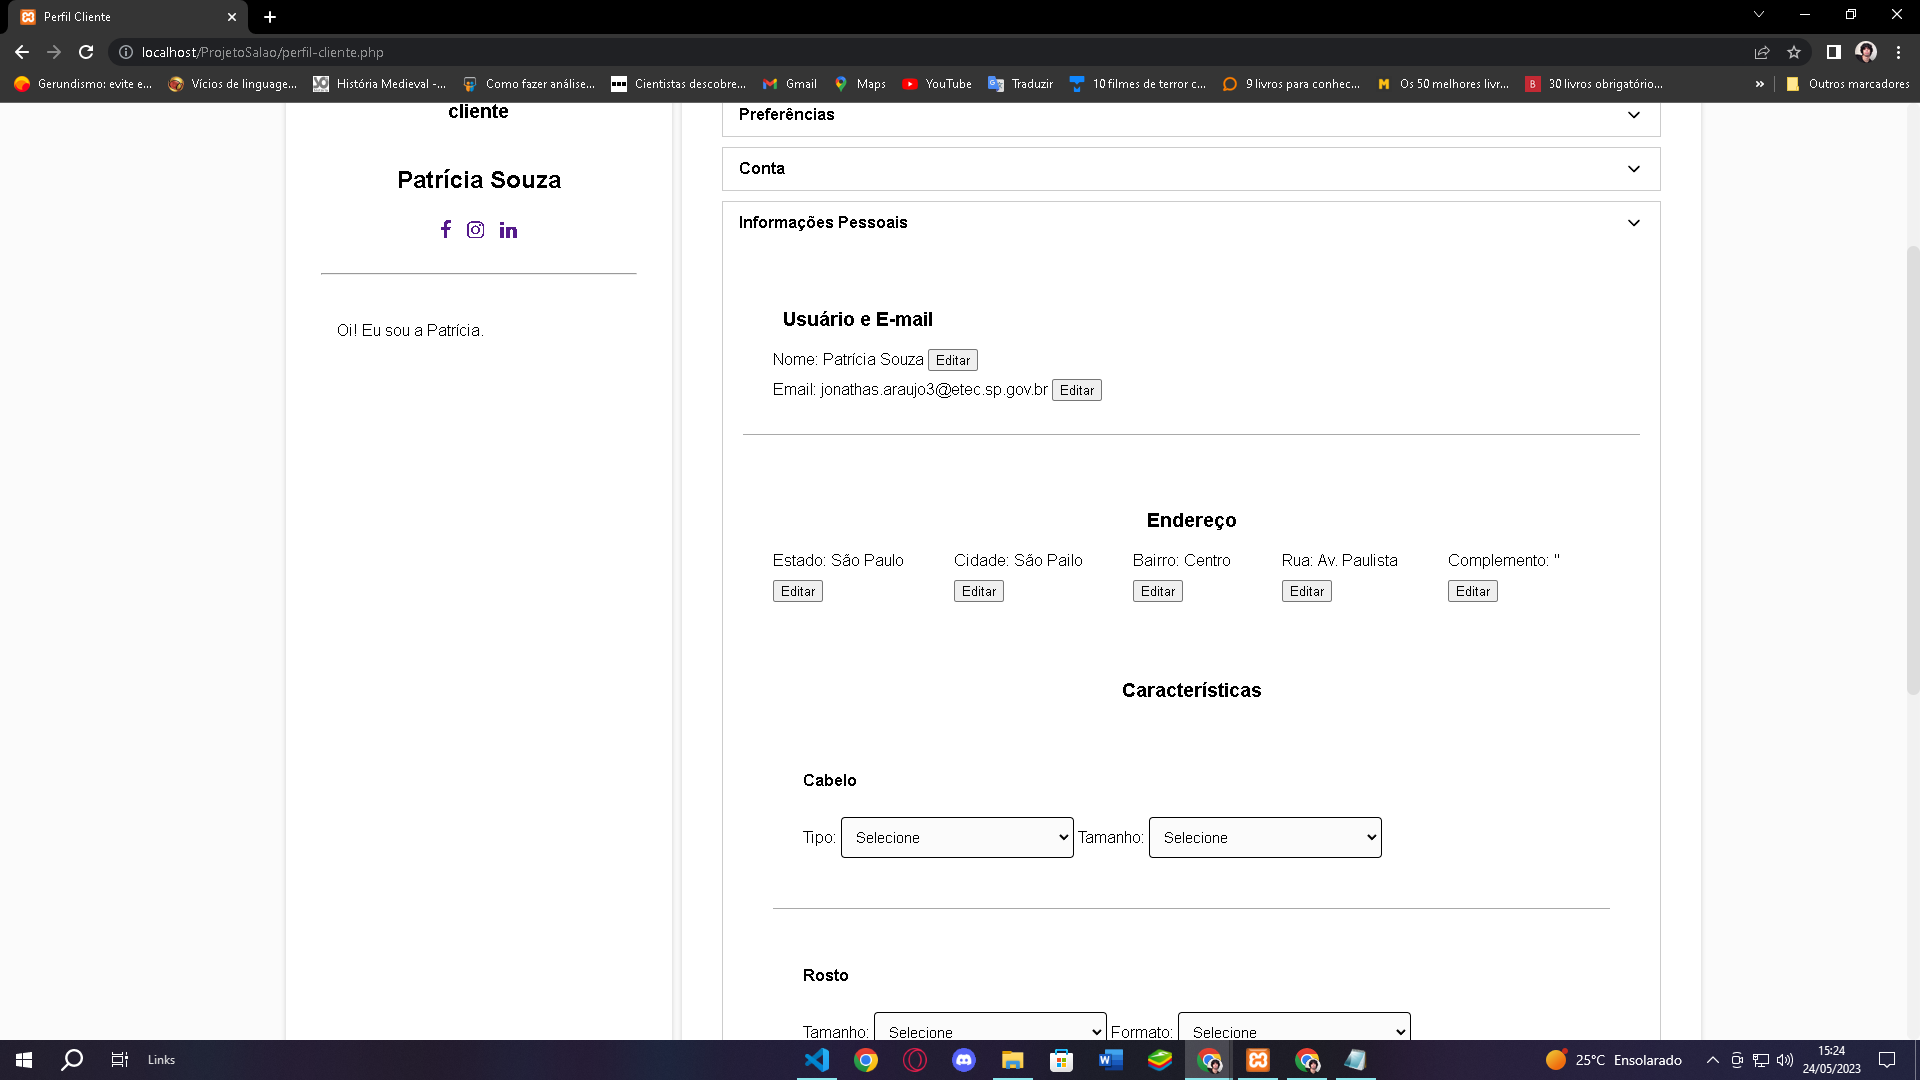 Perfil Cliente
localhost/ProjetoSalao/perfil-cliente.php
Gerundismo: evite e... Vícios de linguage... História Medieval -... Como fazer análise... Cientistas descobre... Gmail Maps YouTube Traduzir 10 filmes de terror c... 9 livros para conhec... Os 50 melhores livr... 30 livros obrigatório... » Outros marcadores
cliente
Patrícia Souza
Oi! Eu sou a Patrícia.
Preferências
Conta
Informações Pessoais
Usuário e E-mail
Nome: Patrícia Souza Editar
Email: jonathas.araujo3@etec.sp.gov.br Editar
Endereço
Estado: São Paulo Cidade: São Pailo Bairro: Centro Rua: Av. Paulista Complemento: ''
Editar Editar Editar Editar Editar
Características
Cabelo
Tipo: Selecione Tamanho: Selecione
Rosto
Tamanho: Selecione Formato: Selecione
Links
25°C Ensolarado
15:24
24/05/2023